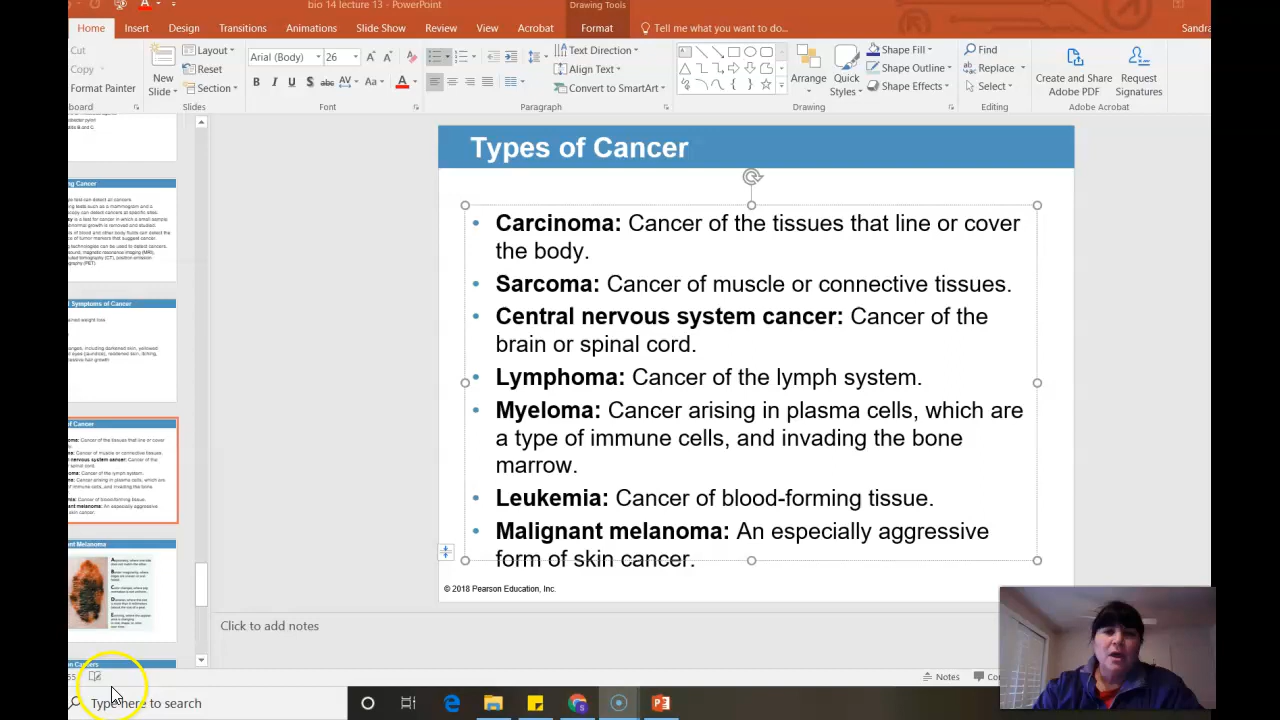 bio 14 lecture 13 - PowerPoint
Drawing Tools
Home Insert Design Transitions Animations Slide Show Review View Acrobat Format Tell me what you want to do... Sandra
Cut
Copy
Format Painter
New
Slide
Layout
Reset
Section
Arial (Body) 26
Text Direction
Align Text
Convert to SmartArt
Arrange
Quick
Styles
Shape Fill
Shape Outline
Shape Effects
Find
Replace
Select
Create and Share
Adobe PDF
Request
Signatures
board Slides Font Paragraph Drawing Editing Adobe Acrobat
Types of Cancer
• Carcinoma: Cancer of the tissues that line or cover
the body.
• Sarcoma: Cancer of muscle or connective tissues.
• Central nervous system cancer: Cancer of the
brain or spinal cord.
• Lymphoma: Cancer of the lymph system.
• Myeloma: Cancer arising in plasma cells, which are
a type of immune cells, and invading the bone
marrow.
• Leukemia: Cancer of blood-forming tissue.
• Malignant melanoma: An especially aggressive
form of skin cancer.
© 2018 Pearson Education, Inc.
Click to add notes
Notes
Type here to search